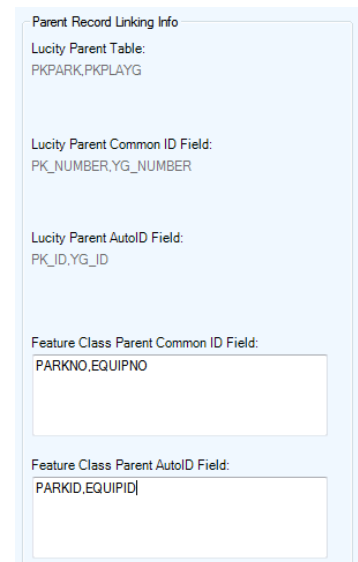 Parent Record Linking Info
Lucity Parent Table:
PKPARK,PKPLAYG
Lucity Parent Common ID Field:
PK_NUMBER,YG_NUMBER
Lucity Parent AutoID Field:
PK_ID,YG_ID
Feature Class Parent Common ID Field:
PARKNO,EQUIPNO
Feature Class Parent AutoID Field:
PARKID,EQUIPID